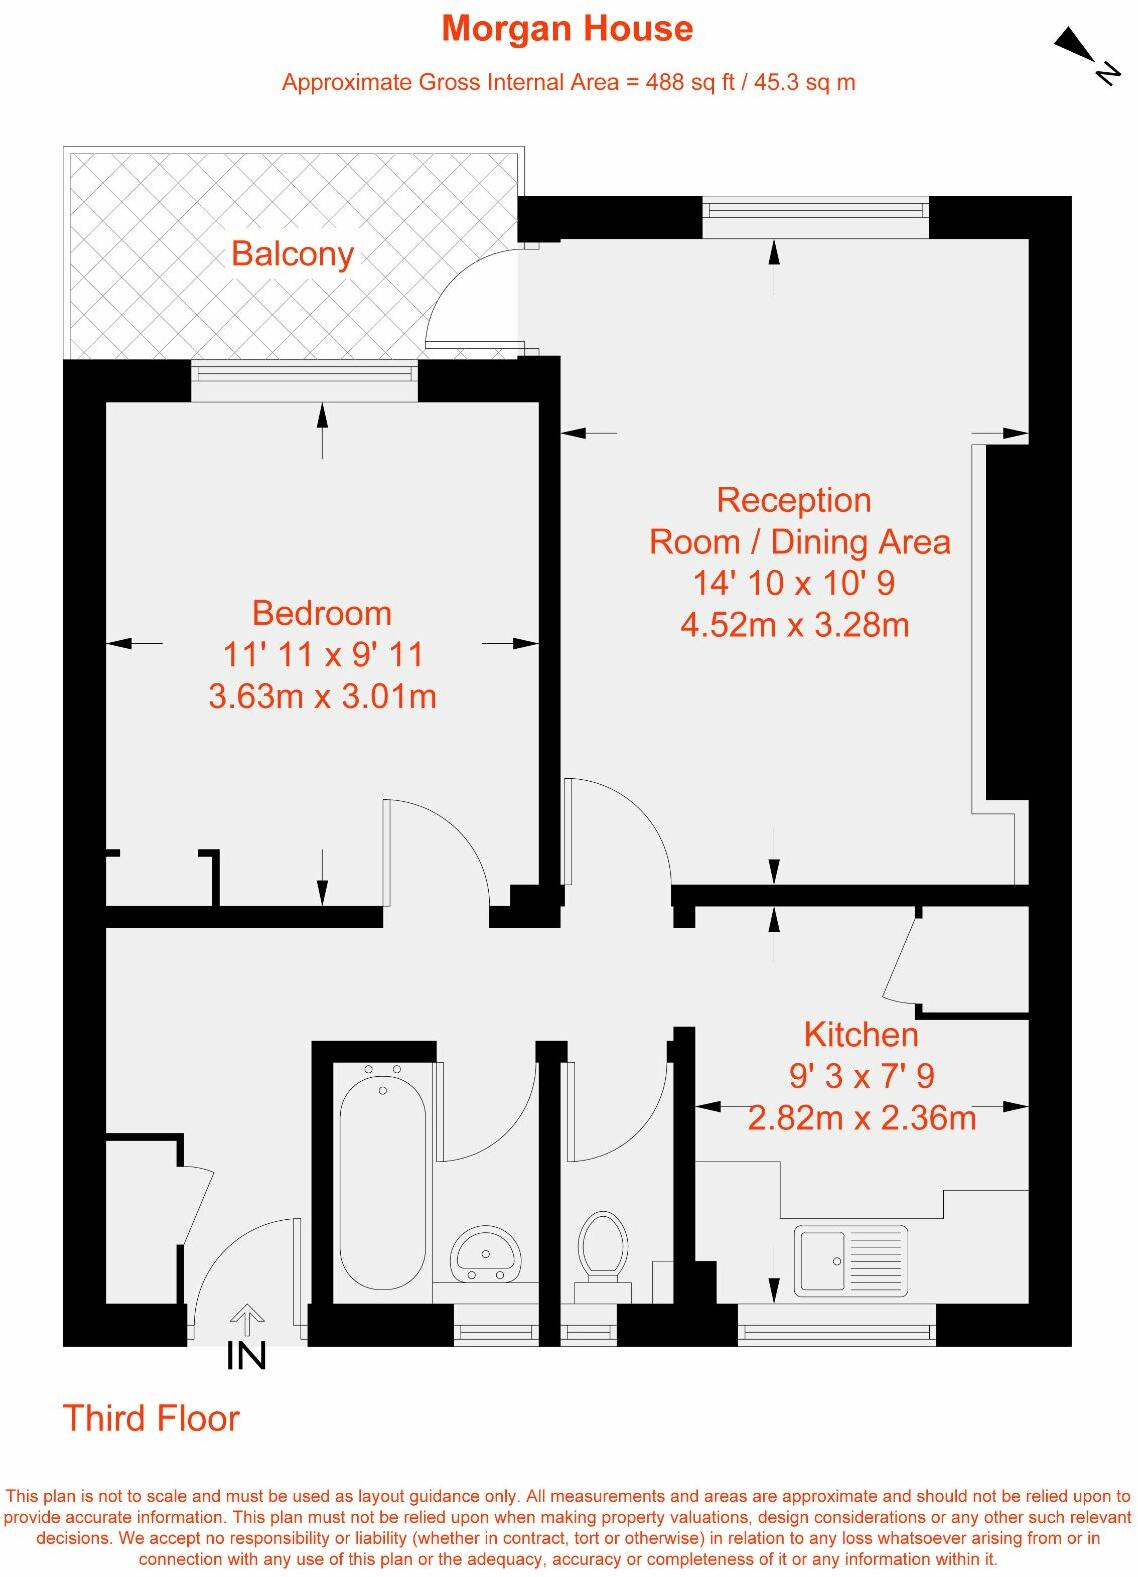 Morgan House
Approximate Gross Internal Area = 488 sq ft / 45.3 sq m
N
Balcony
Reception
Room / Dining Area
14' 10 x 10' 9
4.52m x 3.28m
Bedroom
11' 11 x 9' 11
3.63m x 3.01m
Kitchen
9' 3 x 7' 9
2.82m x 2.36m
IN
Third Floor
This plan is not to scale and must be used as layout guidance only. All measurements and areas are approximate and should not be relied upon to
provide accurate information. This plan must not be relied upon when making property valuations, design considerations or any other such relevant
decisions. We accept no responsibility or liability (whether in contract, tort or otherwise) in relation to any loss whatsoever arising from or in
connection with any use of this plan or the adequacy, accuracy or completeness of it or any information within it.